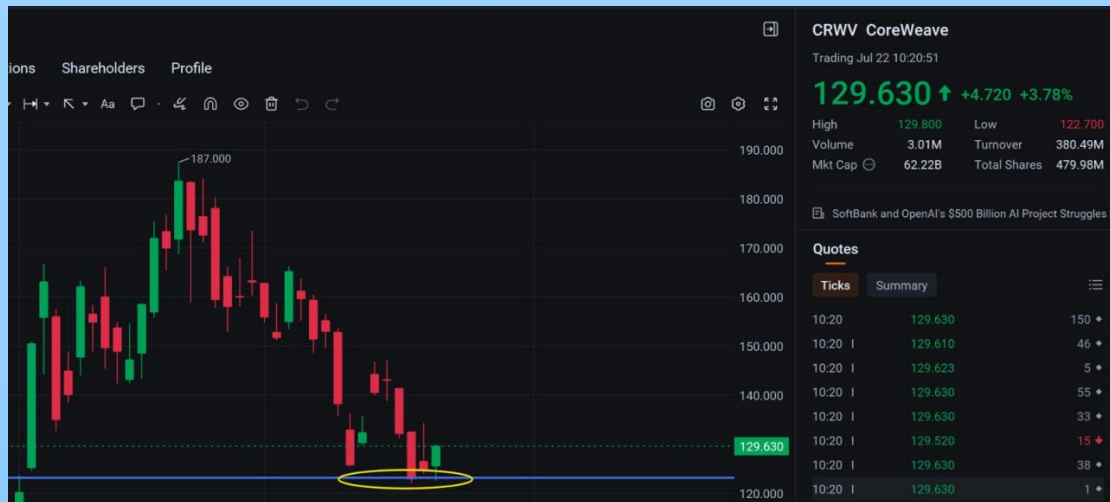 CRWV CoreWeave
Trading Jul 22 10:20:51
129.630 +4.720 +3.78%
High 129.800 Low 122.700
Volume 3.01M Turnover 380.49M
Mkt Cap 62.22B Total Shares 479.98M
SoftBank and OpenAI's $500 Billion AI Project Struggles
Quotes
Ticks Summary
10:20 129.630 150
10:20 I 129.610 46
10:20 I 129.623 5
10:20 I 129.630 55
10:20 I 129.630 33
10:20 I 129.520 15
10:20 I 129.630 38
10:20 I 129.630 1
ions Shareholders Profile
Aa
187.000
190.000
180.000
170.000
160.000
150.000
140.000
129.630
120.000